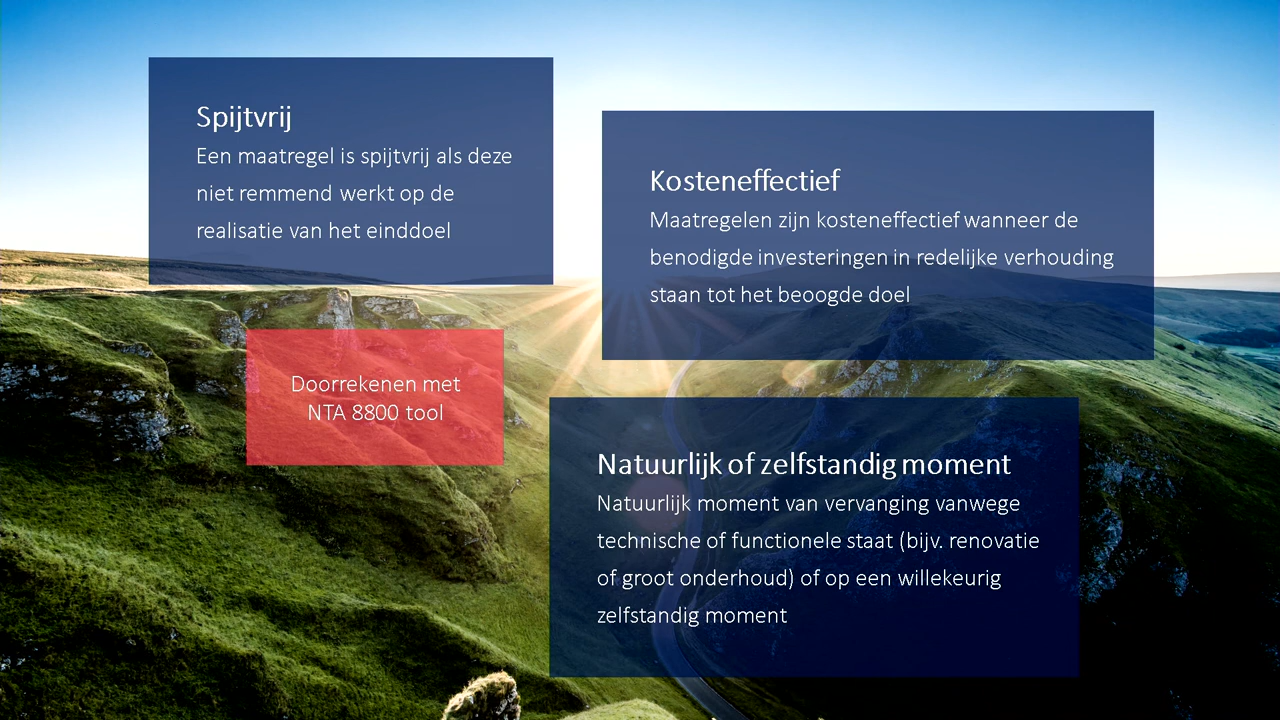 Spijtvrij
Een maatregel is spijtvrij als deze
niet remmend werkt op de
realisatie van het einddoel
Kosteneffectief
Maatregelen zijn kosteneffectief wanneer de
benodigde investeringen in redelijke verhouding
staan tot het beoogde doel
Doorrekenen met
NTA 8800 tool
Natuurlijk of zelfstandig moment
Natuurlijk moment van vervanging vanwege
technische of functionele staat (bijv. renovatie
of groot onderhoud) of op een willekeurig
zelfstandig moment